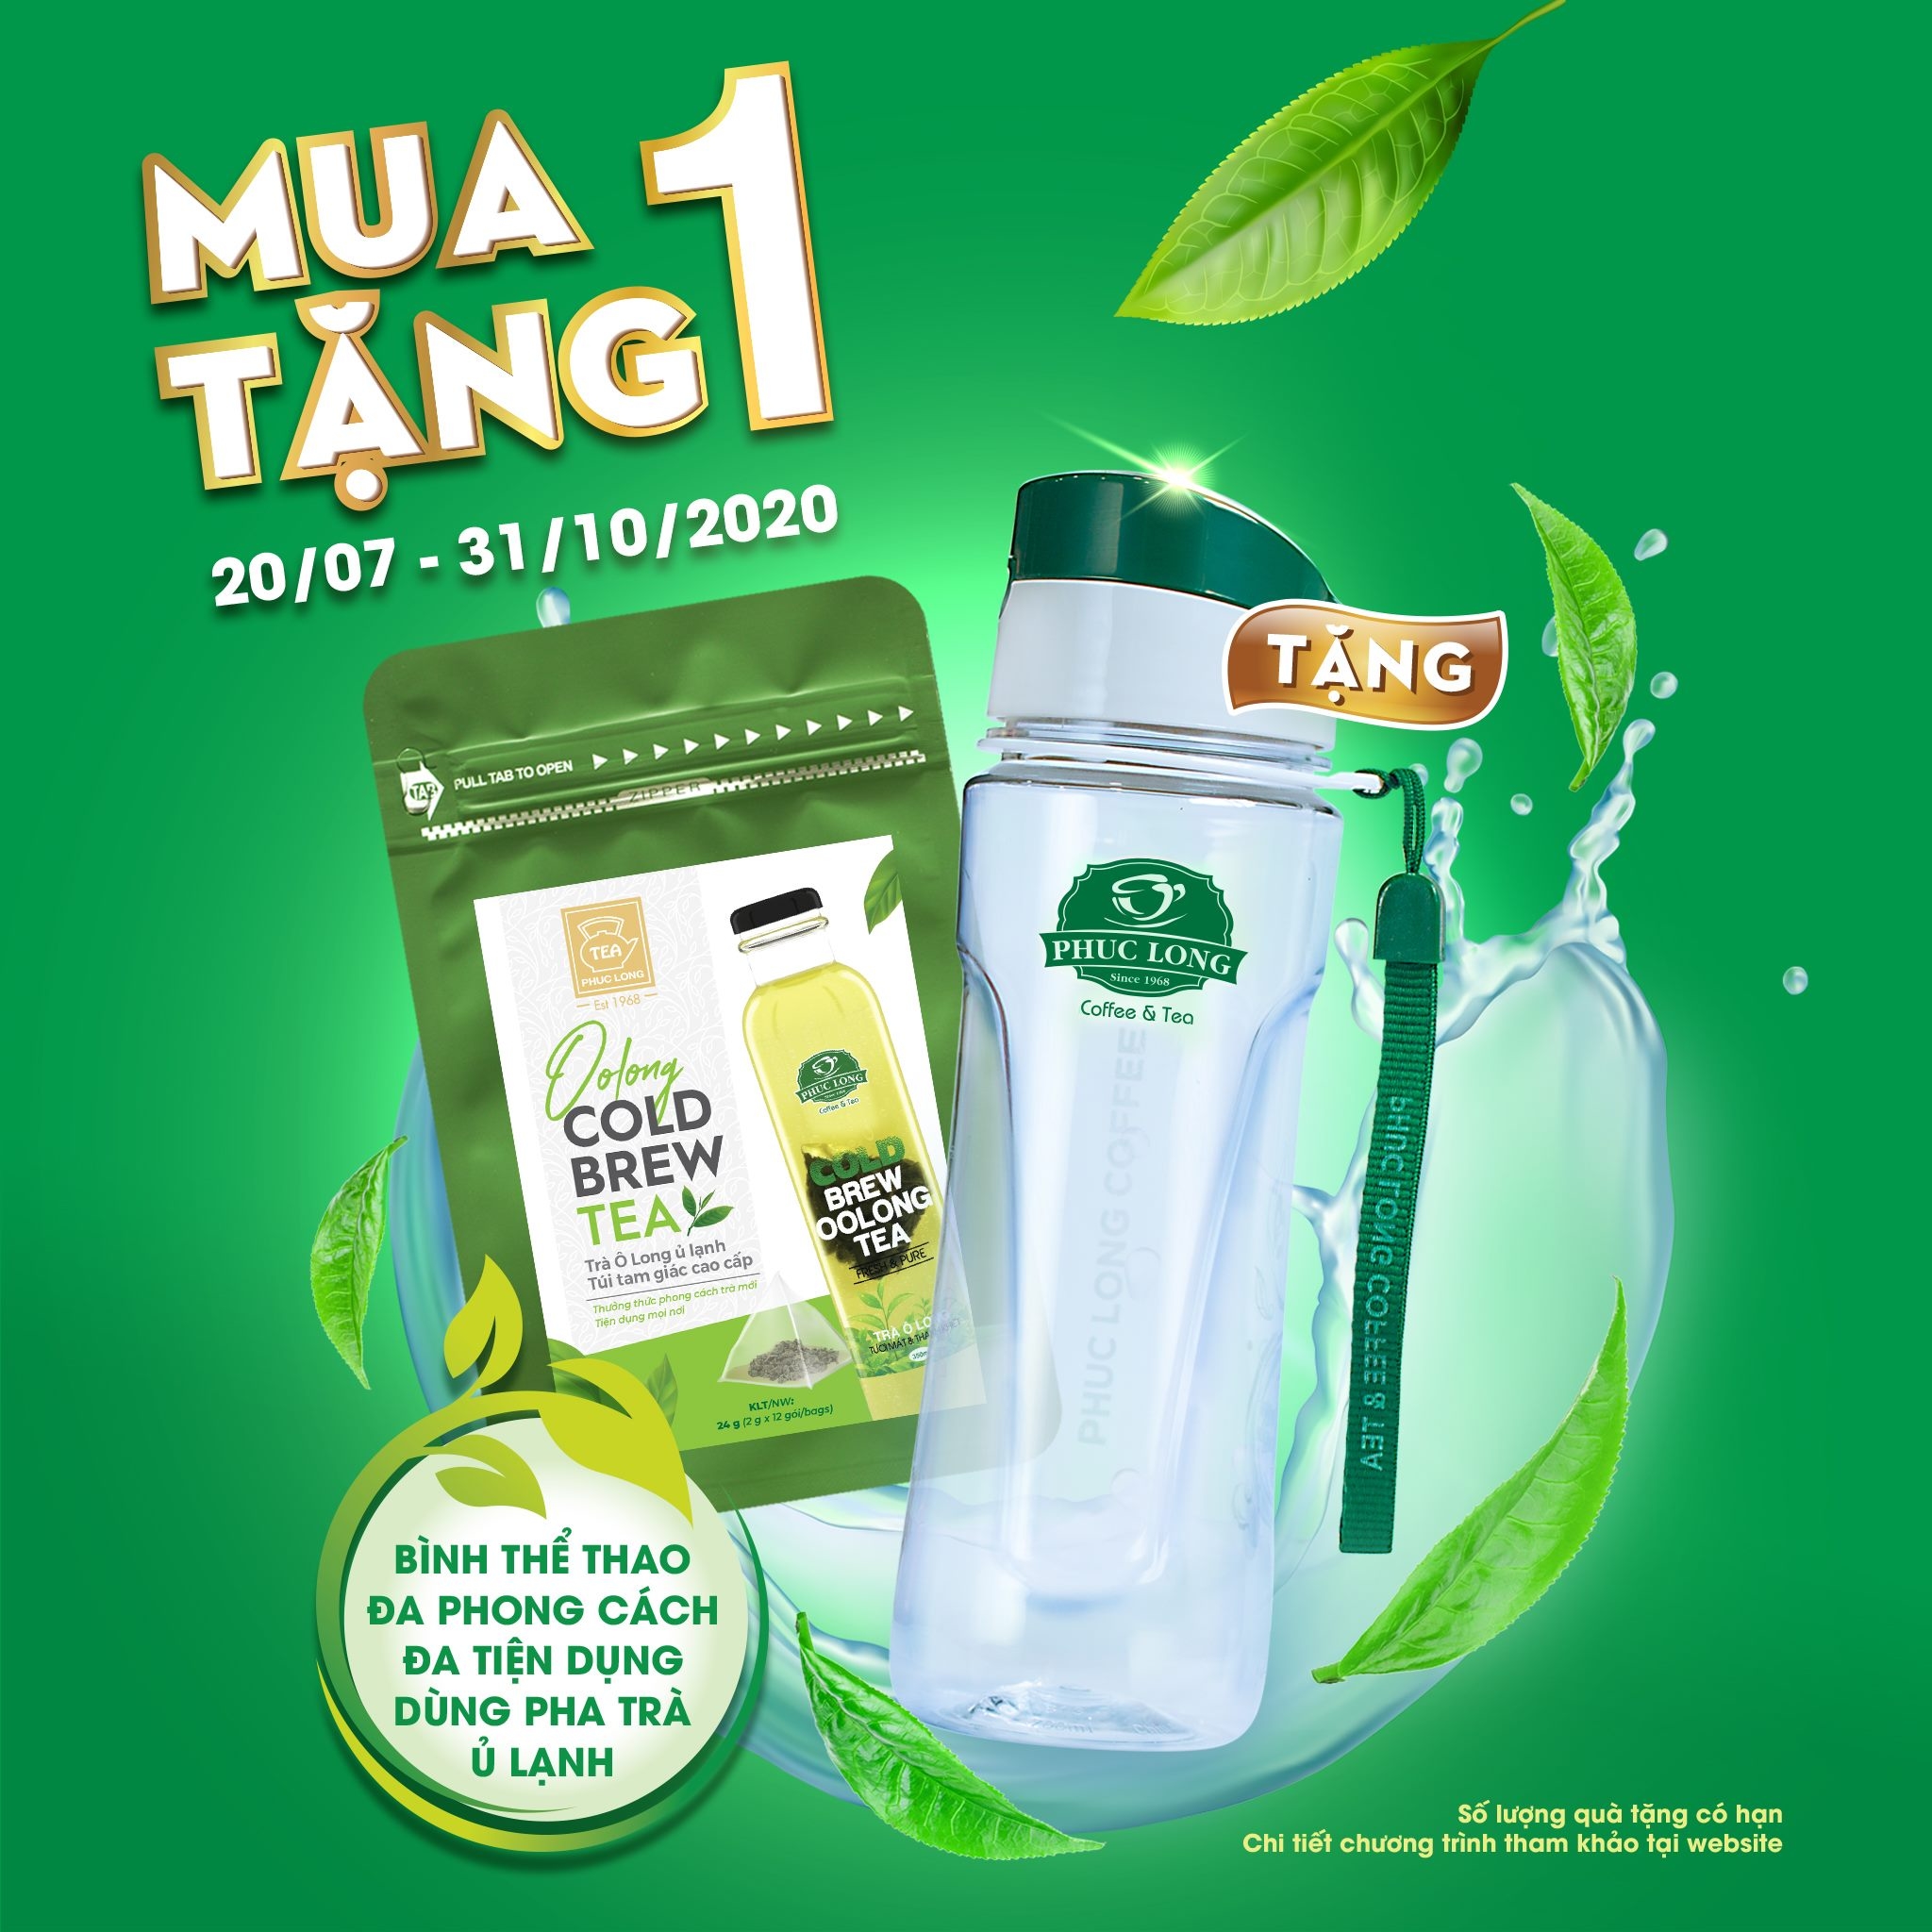 MUA 1
TẶNG
20/07 - 31/10/2020
TẶNG
TAB
PULL TAB TO OPEN
ZIPPER
TEA
PHUC LONG
Est 1968
Oolong
COLD
BREW
TEA
Trà Ô Long ủ lạnh
Túi tam giác cao cấp
Thưởng thức phong cách trà mới
Tiện dụng mọi nơi
KLT/NW:
24 g (2 g x 12 gói/bags)
PHUC LONG
Coffee & Tea
COLD
BREW
OOLONG
TEA
FRESH & PURE
TRÀ Ô LO
PHUC LONG
Since 1968
Coffee & Tea
PHUC LONG COFFEE
PHUC LONG COFFEE & TEA
BÌNH THỂ THAO
ĐA PHONG CÁCH
ĐA TIỆN DỤNG
DÙNG PHA TRÀ
Ủ LẠNH
Số lượng quà tặng có hạn
Chi tiết chương trình tham khảo tại website